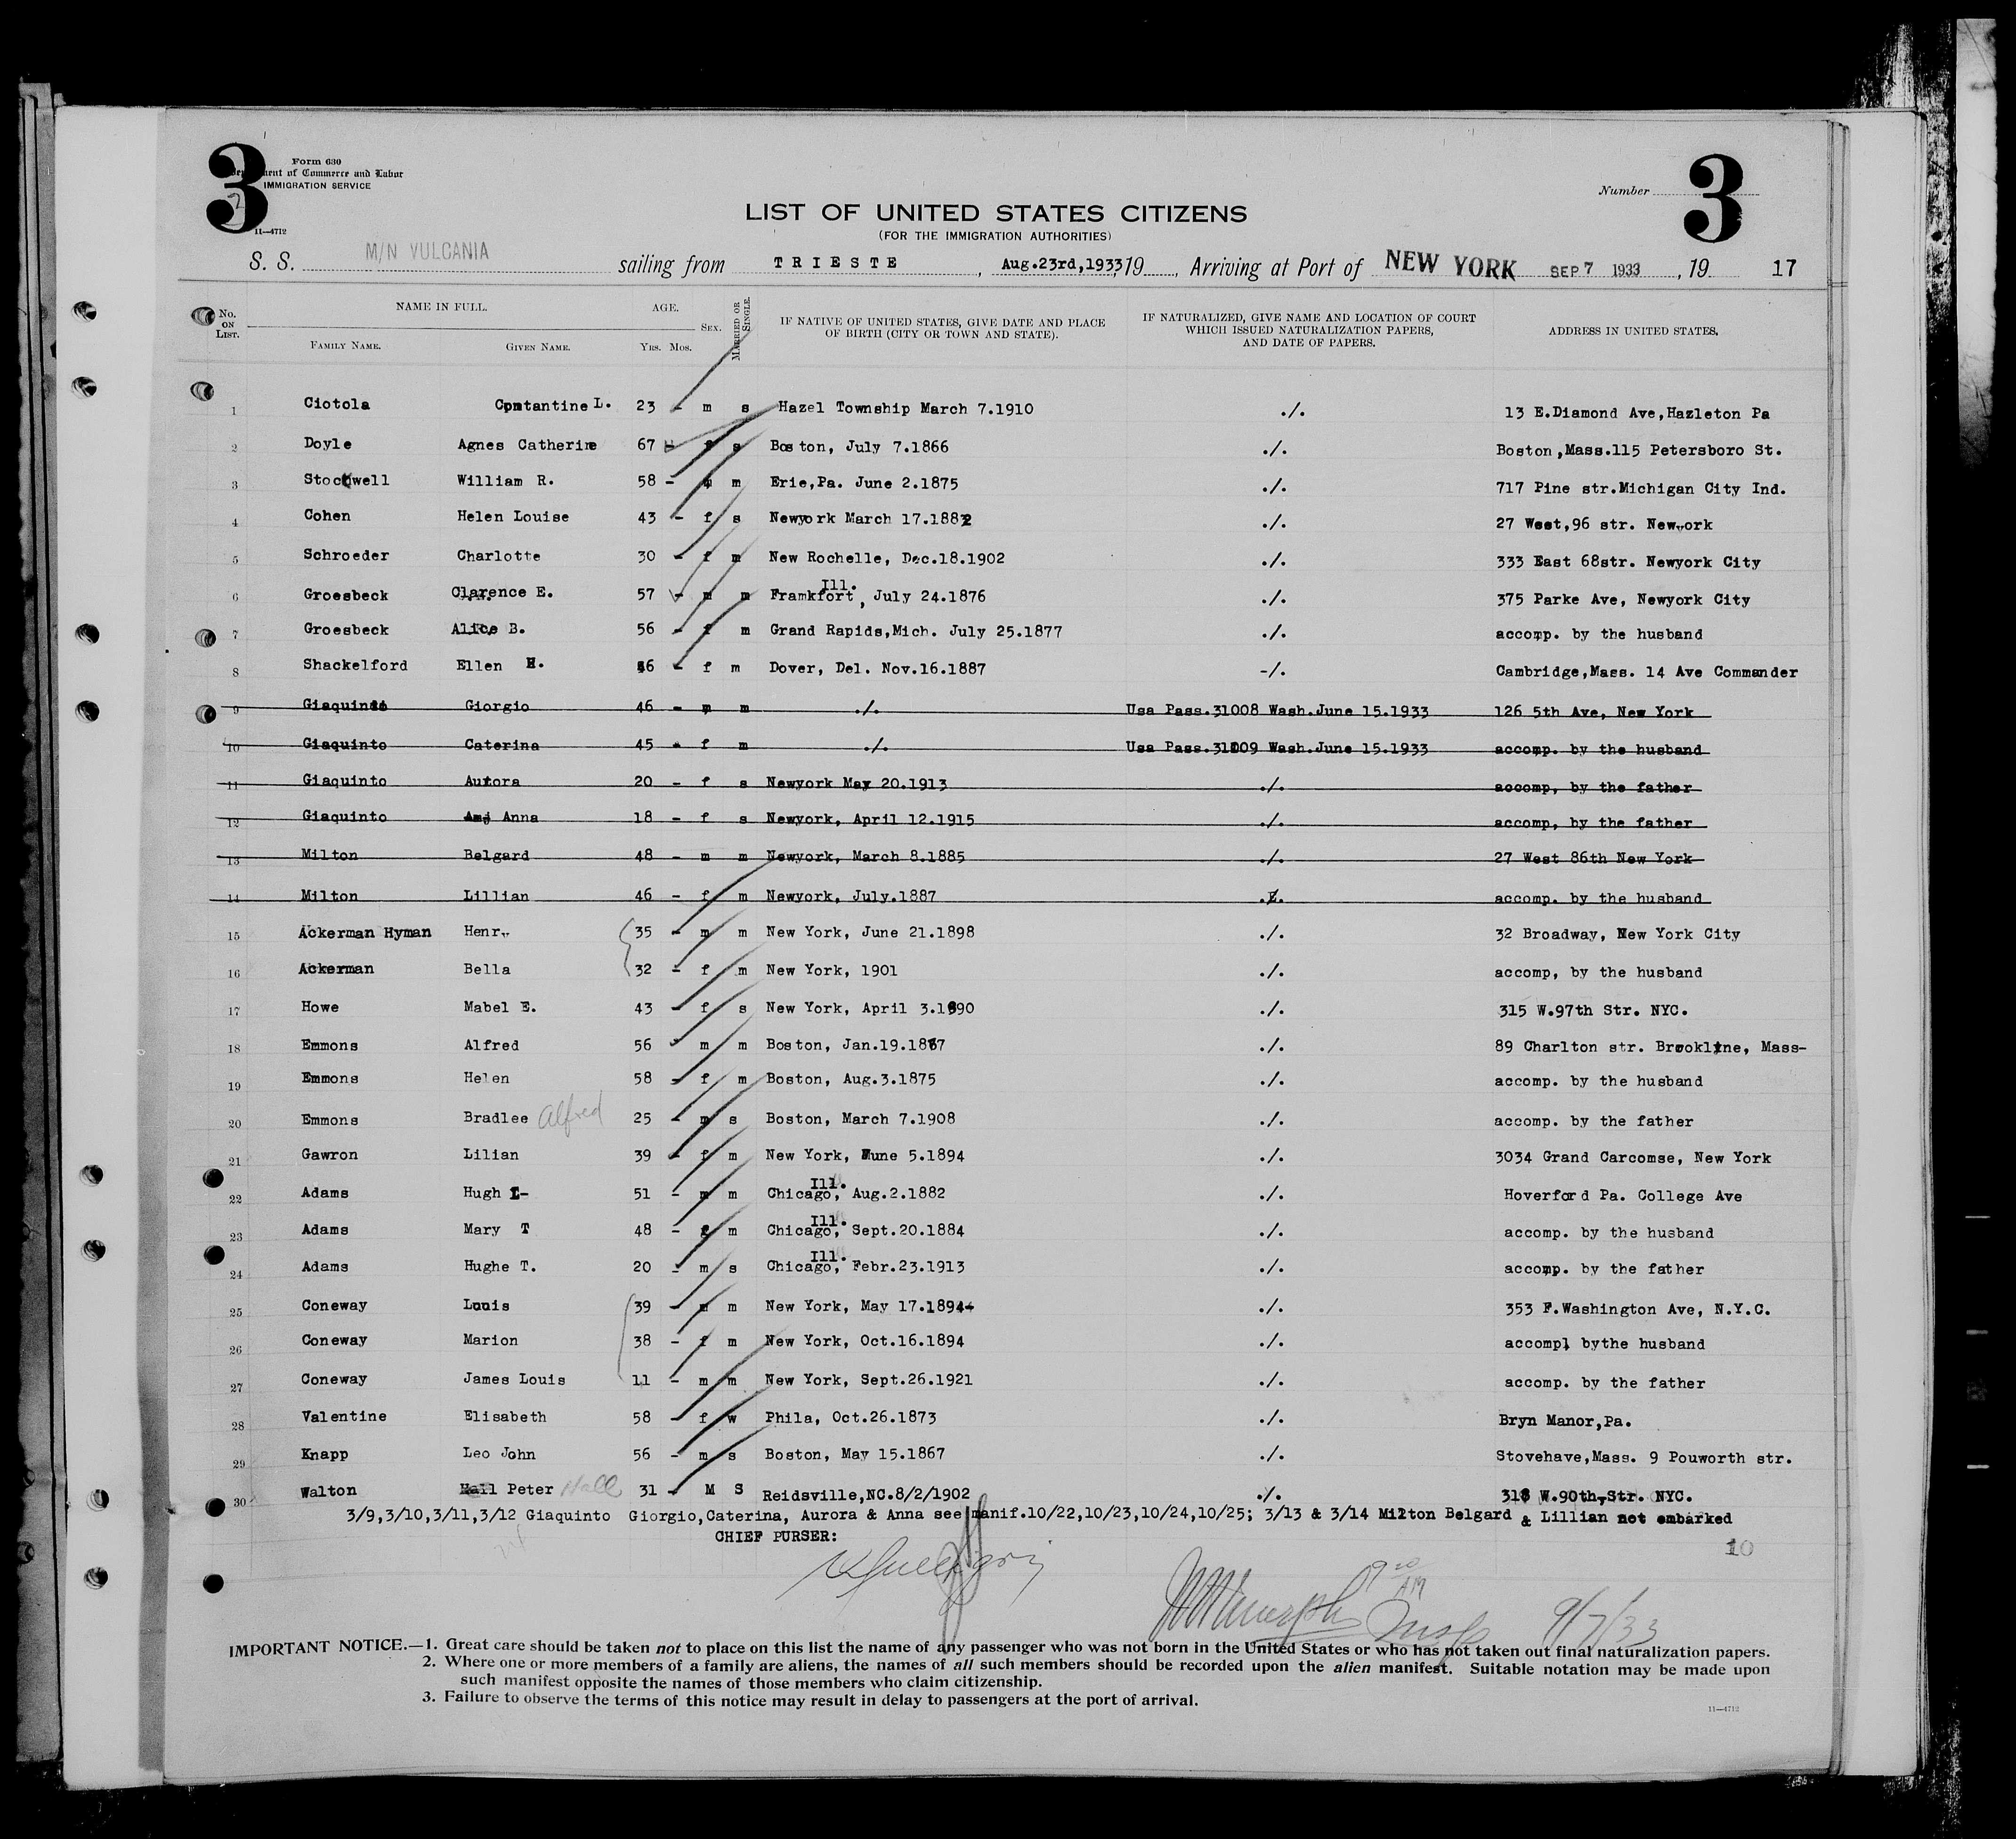 3 3
Form 630
Department of Commerce and Labor
IMMIGRATION SERVICE
11—4712
Number
LIST OF UNITED STATES CITIZENS
(FOR THE IMMIGRATION AUTHORITIES)
S. S. M/N VULCANIA sailing from TRIESTE, Aug.23rd,1933, 19 , Arriving at Port of NEW YORK SEP 7 1933, 19 17
No. ON LIST. NAME IN FULL. AGE. SEX. MARRIED OR SINGLE. IF NATIVE OF UNITED STATES, GIVE DATE AND PLACE OF BIRTH (CITY OR TOWN AND STATE). IF NATURALIZED, GIVE NAME AND LOCATION OF COURT WHICH ISSUED NATURALIZATION PAPERS, AND DATE OF PAPERS. ADDRESS IN UNITED STATES.
FAMILY NAME. GIVEN NAME. YRS. MOS.
1 Ciotola Constantine L. 23 - m s Hazel Township March 7.1910 ./. 13 E.Diamond Ave,Hazleton Pa
2 Doyle Agnes Catherine 67 - f s Boston, July 7.1866 ./. Boston,Mass.115 Petersboro St.
3 Stockwell William R. 58 - m m Erie,Pa. June 2.1875 ./. 717 Pine str.Michigan City Ind.
4 Cohen Helen Louise 43 - f s Newyork March 17.1882 ./. 27 West,96 str. Newyork
5 Schroeder Charlotte 30 - f m New Rochelle, Dec.18.1902 ./. 333 East 68str. Newyork City
6 Groesbeck Clarence E. 57 - m m Framkfort Ill., July 24.1876 ./. 375 Parke Ave, Newyork City
7 Groesbeck Alice B. 56 - f m Grand Rapids,Mich. July 25.1877 ./. accomp. by the husband
8 Shackelford Ellen H. 46 - f m Dover, Del. Nov.16.1887 -/. Cambridge,Mass. 14 Ave Commander
9 Giaquinto Giorgio 46 - m m ./. Usa Pass.31008 Wash.June 15.1933 126 5th Ave, New York
10 Giaquinto Caterina 45 - f m ./. Usa Pass.31009 Wash.June 15.1933 accomp. by the husband
11 Giaquinto Aurora 20 - f s Newyork May 20.1913 ./. accomp, by the father
12 Giaquinto Anna 18 - f s Newyork, April 12.1915 ./. accomp, by the father
13 Milton Belgard 48 - m m Newyork, March 8.1885 ./. 27 West 86th New York
14 Milton Lillian 46 - f m Newyork, July.1887 ./. accomp. by the husband
15 Ackerman Hyman Henry 35 - m m New York, June 21.1898 ./. 32 Broadway, New York City
16 Ackerman Bella 32 - f m New York, 1901 ./. accomp, by the husband
17 Howe Mabel E. 43 - f s New York, April 3.1890 ./. 315 W.97th Str. NYC.
18 Emmons Alfred 56 - m m Boston, Jan.19.1877 ./. 89 Charlton str. Brookline, Mass-
19 Emmons Helen 58 - f m Boston, Aug.3.1875 ./. accomp. by the husband
20 Emmons Bradlee Alfred 25 - m s Boston, March 7.1908 ./. accomp. by the father
21 Gawron Lilian 39 - f m New York, June 5.1894 ./. 3034 Grand Carcomse, New York
22 Adams Hugh L- 51 - m m Chicago, Ill. Aug.2.1882 ./. Hoverford Pa. College Ave
23 Adams Mary T 48 - f m Chicago, Ill. Sept.20.1884 ./. accomp. by the husband
24 Adams Hughe T. 20 - m s Chicago, Ill. Febr.23.1913 ./. accomp. by the father
25 Coneway Louis 39 - m m New York, May 17.1894 ./. 353 F.Washington Ave, N.Y.C.
26 Coneway Marion 38 - f m New York, Oct.16.1894 ./. accompl bythe husband
27 Coneway James Louis 11 - m m New York, Sept.26.1921 ./. accomp. by the father
28 Valentine Elisabeth 58 - f w Phila, Oct.26.1873 ./. Bryn Manor,Pa.
29 Knapp Leo John 56 - m s Boston, May 15.1867 ./. Stovehave,Mass. 9 Pouworth str.
30 Walton Hall Peter Hall 31 - M S Reidsville,NC.8/2/1902 ./. 318 W.90th,Str. NYC.
3/9,3/10,3/11,3/12 Giaquinto Giorgio,Caterina, Aurora & Anna see manif.10/22,10/23,10/24,10/25; 3/13 & 3/14 Milton Belgard & Lillian not embarked
CHIEF PURSER:
10
9/7/33
IMPORTANT NOTICE.—1. Great care should be taken not to place on this list the name of any passenger who was not born in the United States or who has not taken out final naturalization papers.
2. Where one or more members of a family are aliens, the names of all such members should be recorded upon the alien manifest. Suitable notation may be made upon
such manifest opposite the names of those members who claim citizenship.
3. Failure to observe the terms of this notice may result in delay to passengers at the port of arrival.
11—4712